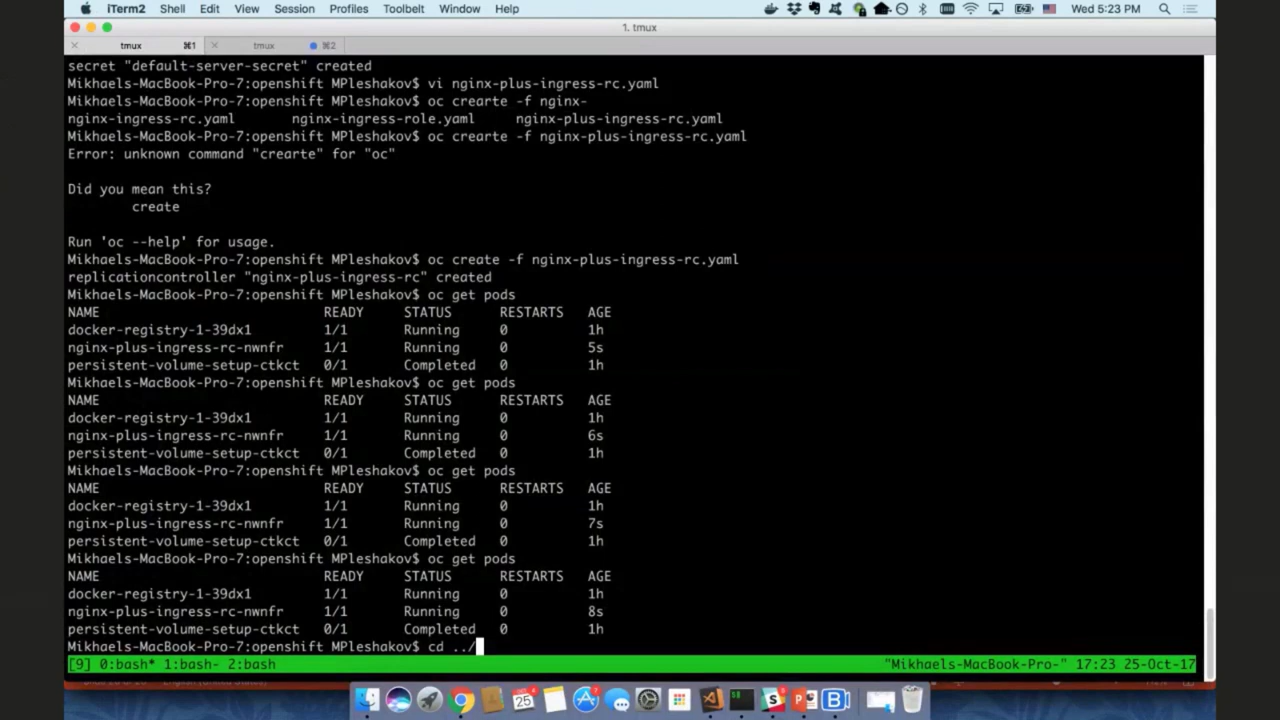 iTerm2 Shell Edit View Session Profiles Toolbelt Window Help Wed 5:23 PM
1. tmux
tmux ⌘1 tmux ⌘2
secret "default-server-secret" created
Mikhaels-MacBook-Pro-7:openshift MPleshakov$ vi nginx-plus-ingress-rc.yaml
Mikhaels-MacBook-Pro-7:openshift MPleshakov$ oc crearte -f nginx-
nginx-ingress-rc.yaml nginx-ingress-role.yaml nginx-plus-ingress-rc.yaml
Mikhaels-MacBook-Pro-7:openshift MPleshakov$ oc crearte -f nginx-plus-ingress-rc.yaml
Error: unknown command "crearte" for "oc"
Did you mean this?
create
Run 'oc --help' for usage.
Mikhaels-MacBook-Pro-7:openshift MPleshakov$ oc create -f nginx-plus-ingress-rc.yaml
replicationcontroller "nginx-plus-ingress-rc" created
Mikhaels-MacBook-Pro-7:openshift MPleshakov$ oc get pods
NAME READY STATUS RESTARTS AGE
docker-registry-1-39dx1 1/1 Running 0 1h
nginx-plus-ingress-rc-nwnfr 1/1 Running 0 5s
persistent-volume-setup-ctkct 0/1 Completed 0 1h
Mikhaels-MacBook-Pro-7:openshift MPleshakov$ oc get pods
NAME READY STATUS RESTARTS AGE
docker-registry-1-39dx1 1/1 Running 0 1h
nginx-plus-ingress-rc-nwnfr 1/1 Running 0 6s
persistent-volume-setup-ctkct 0/1 Completed 0 1h
Mikhaels-MacBook-Pro-7:openshift MPleshakov$ oc get pods
NAME READY STATUS RESTARTS AGE
docker-registry-1-39dx1 1/1 Running 0 1h
nginx-plus-ingress-rc-nwnfr 1/1 Running 0 7s
persistent-volume-setup-ctkct 0/1 Completed 0 1h
Mikhaels-MacBook-Pro-7:openshift MPleshakov$ oc get pods
NAME READY STATUS RESTARTS AGE
docker-registry-1-39dx1 1/1 Running 0 1h
nginx-plus-ingress-rc-nwnfr 1/1 Running 0 8s
persistent-volume-setup-ctkct 0/1 Completed 0 1h
Mikhaels-MacBook-Pro-7:openshift MPleshakov$ cd ../
[9] 0:bash* 1:bash- 2:bash "Mikhaels-MacBook-Pro-" 17:23 25-Oct-17
25